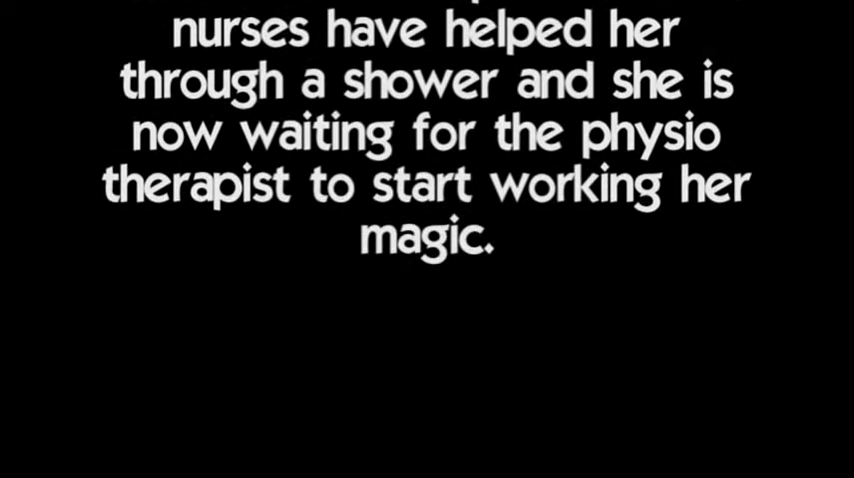 nurses have helped her
through a shower and she is
now waiting for the physio
therapist to start working her
magic.